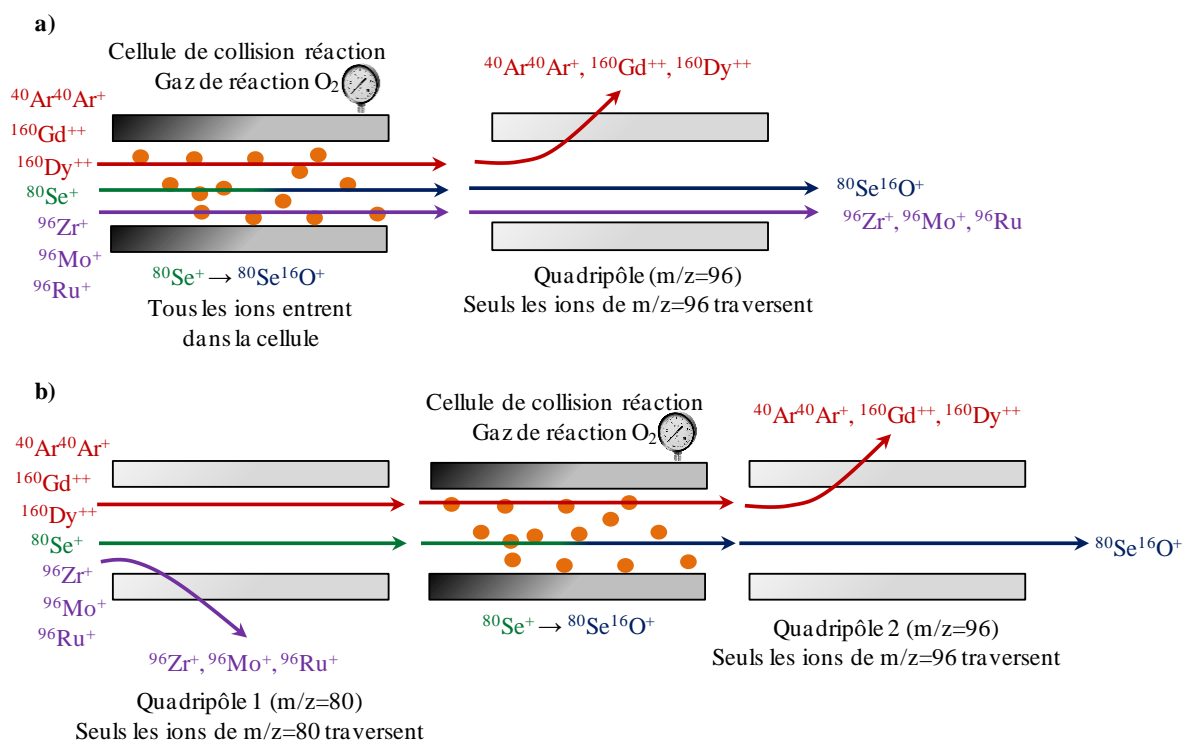 a)
Cellule de collision réaction
Gaz de réaction O₂
⁴⁰Ar⁴⁰Ar⁺
¹⁶⁰Gd⁺⁺
¹⁶⁰Dy⁺⁺
⁸⁰Se⁺
⁹⁶Zr⁺
⁹⁶Mo⁺
⁹⁶Ru⁺
⁴⁰Ar⁴⁰Ar⁺, ¹⁶⁰Gd⁺⁺, ¹⁶⁰Dy⁺⁺
⁸⁰Se¹⁶O⁺
⁹⁶Zr⁺, ⁹⁶Mo⁺, ⁹⁶Ru
⁸⁰Se⁺ → ⁸⁰Se¹⁶O⁺
Tous les ions entrent
dans la cellule
Quadripôle (m/z=96)
Seuls les ions de m/z=96 traversent
b)
Cellule de collision réaction
Gaz de réaction O₂
⁴⁰Ar⁴⁰Ar⁺
¹⁶⁰Gd⁺⁺
¹⁶⁰Dy⁺⁺
⁸⁰Se⁺
⁹⁶Zr⁺
⁹⁶Mo⁺
⁹⁶Ru⁺
⁴⁰Ar⁴⁰Ar⁺, ¹⁶⁰Gd⁺⁺, ¹⁶⁰Dy⁺⁺
⁸⁰Se¹⁶O⁺
⁹⁶Zr⁺, ⁹⁶Mo⁺, ⁹⁶Ru⁺
Quadripôle 1 (m/z=80)
Seuls les ions de m/z=80 traversent
⁸⁰Se⁺ → ⁸⁰Se¹⁶O⁺
Quadripôle 2 (m/z=96)
Seuls les ions de m/z=96 traversent